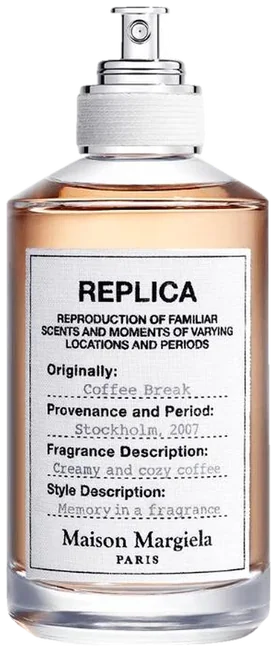 REPLICA
REPRODUCTION OF FAMILIAR
SCENTS AND MOMENTS OF VARYING
LOCATIONS AND PERIODS
Originally:
Coffee Break
Provenance and Period:
Stockholm, 2007
Fragrance Description:
Creamy and cozy coffee
Style Description:
Memory in a fragrance
Maison Margiela
PARIS